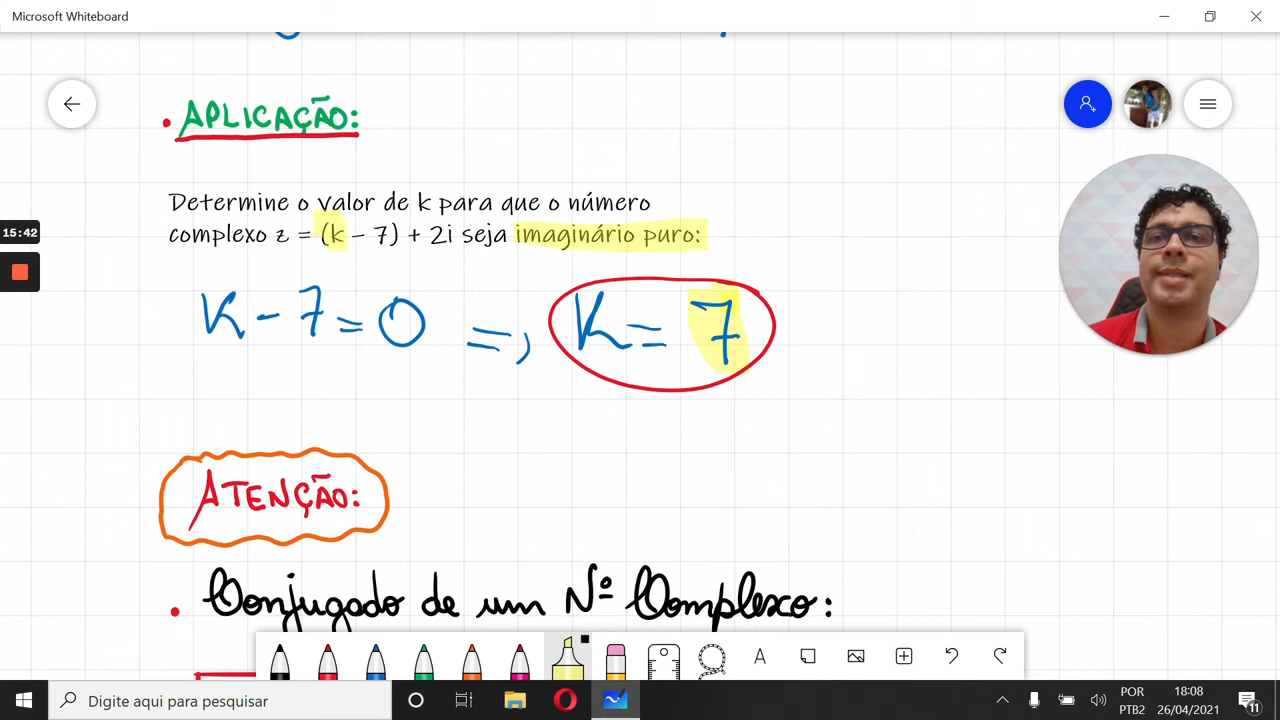 Microsoft Whiteboard
• APLICAÇÃO:
Determine o valor de k para que o número
complexo z = (k – 7) + 2i seja imaginário puro:
15:42
K – 7 = 0 => K = 7
ATENÇÃO:
• Conjugado de um Nº Complexo:
A
Digite aqui para pesquisar
POR
PTB2
18:08
26/04/2021
11